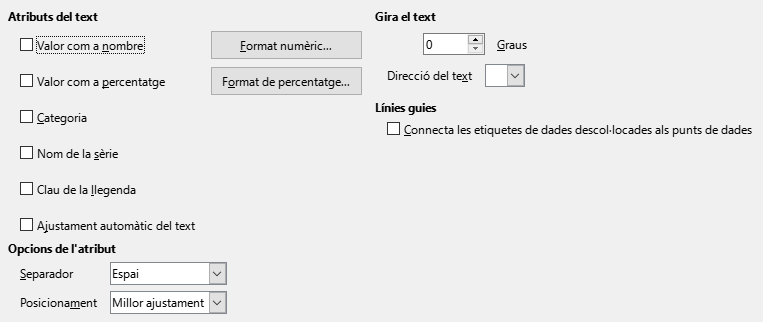 Atributs del text
Valor com a nombre
Format numèric...
Valor com a percentatge
Format de percentatge...
Categoria
Nom de la sèrie
Clau de la llegenda
Ajustament automàtic del text
Opcions de l'atribut
Separador
Espai
Posicionament
Millor ajustament
Gira el text
0
Graus
Direcció del text
Línies guies
Connecta les etiquetes de dades descol·locades als punts de dades